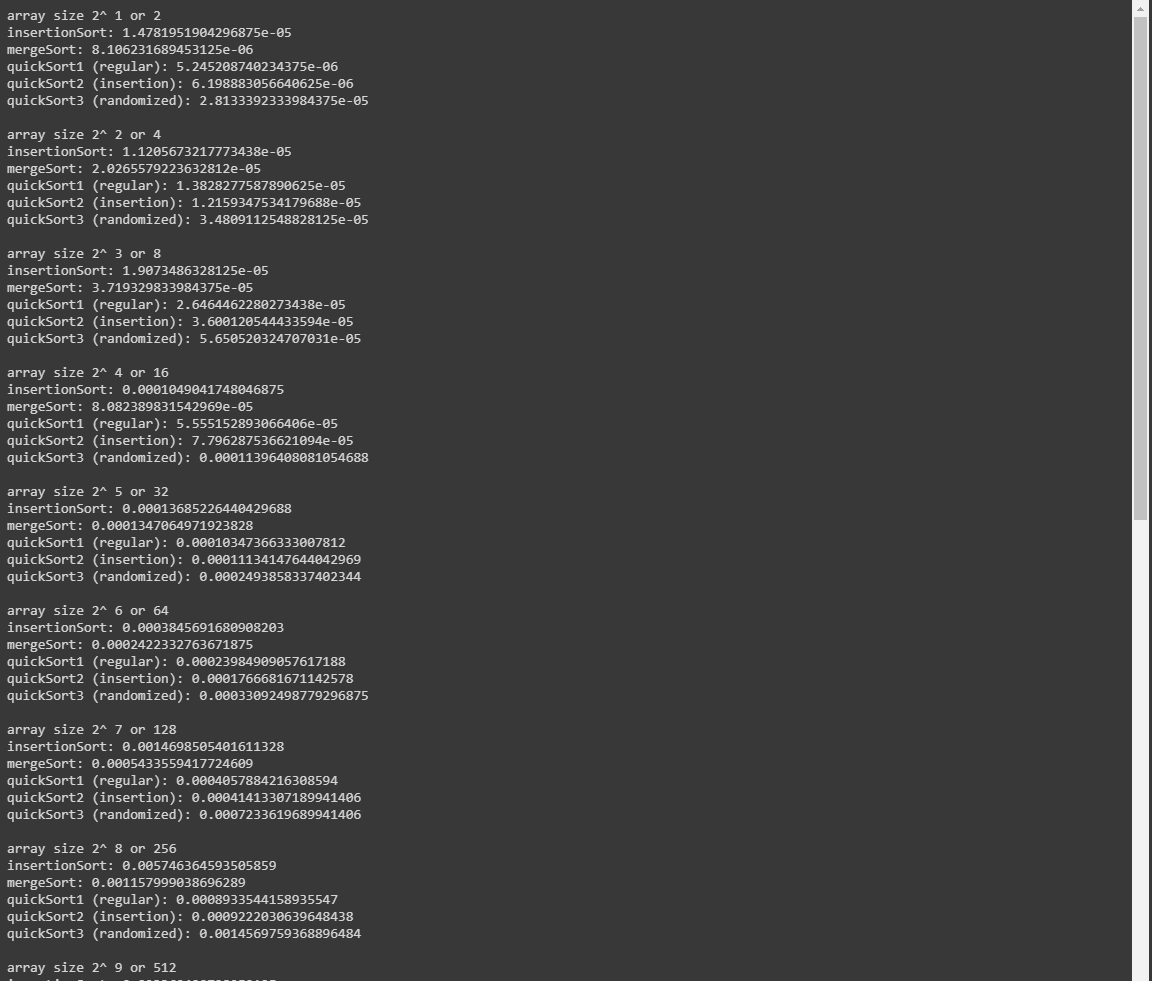 array size 2^ 1 or 2
insertionSort: 1.4781951904296875e-05
mergeSort: 8.106231689453125e-06
quickSort1 (regular): 5.245208740234375e-06
quickSort2 (insertion): 6.198883056640625e-06
quickSort3 (randomized): 2.8133392333984375e-05
array size 2^ 2 or 4
insertionSort: 1.1205673217773438e-05
mergeSort: 2.0265579223632812e-05
quickSort1 (regular): 1.3828277587890625e-05
quickSort2 (insertion): 1.2159347534179688e-05
quickSort3 (randomized): 3.4809112548828125e-05
array size 2^ 3 or 8
insertionSort: 1.9073486328125e-05
mergeSort: 3.719329833984375e-05
quickSort1 (regular): 2.6464462280273438e-05
quickSort2 (insertion): 3.600120544433594e-05
quickSort3 (randomized): 5.650520324707031e-05
array size 2^ 4 or 16
insertionSort: 0.0001049041748046875
mergeSort: 8.082389831542969e-05
quickSort1 (regular): 5.555152893066406e-05
quickSort2 (insertion): 7.796287536621094e-05
quickSort3 (randomized): 0.00011396408081054688
array size 2^ 5 or 32
insertionSort: 0.00013685226440429688
mergeSort: 0.0001347064971923828
quickSort1 (regular): 0.00010347366333007812
quickSort2 (insertion): 0.00011134147644042969
quickSort3 (randomized): 0.0002493858337402344
array size 2^ 6 or 64
insertionSort: 0.0003845691680908203
mergeSort: 0.0002422332763671875
quickSort1 (regular): 0.00023984909057617188
quickSort2 (insertion): 0.0001766681671142578
quickSort3 (randomized): 0.00033092498779296875
array size 2^ 7 or 128
insertionSort: 0.0014698505401611328
mergeSort: 0.0005433559417724609
quickSort1 (regular): 0.0004057884216308594
quickSort2 (insertion): 0.00041413307189941406
quickSort3 (randomized): 0.0007233619689941406
array size 2^ 8 or 256
insertionSort: 0.005746364593505859
mergeSort: 0.001157999038696289
quickSort1 (regular): 0.0008933544158935547
quickSort2 (insertion): 0.0009222030639648438
quickSort3 (randomized): 0.0014569759368896484
array size 2^ 9 or 512